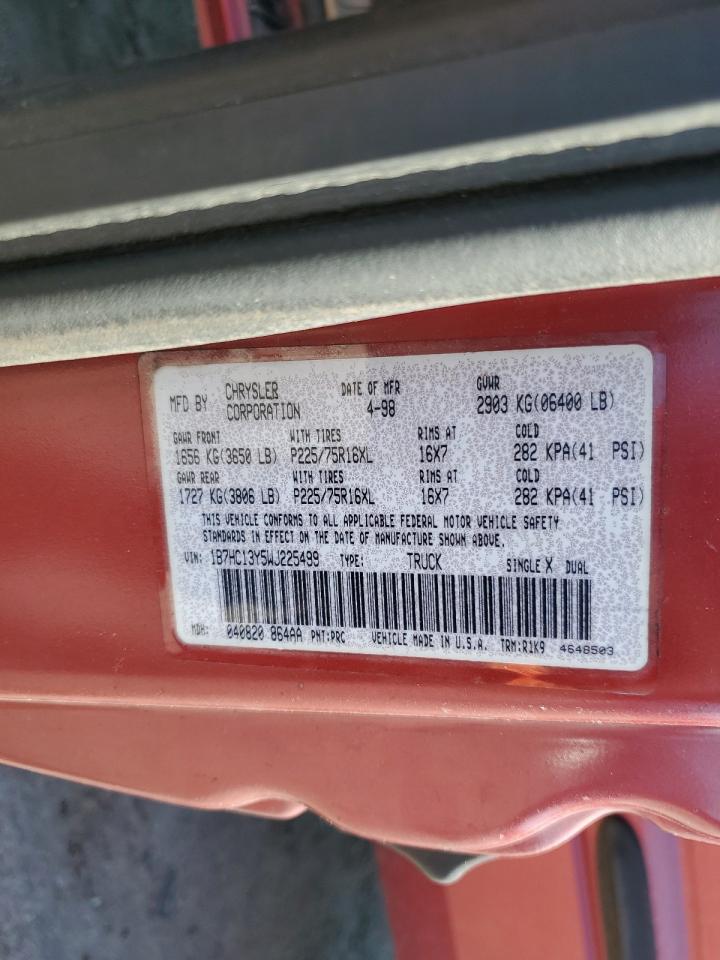 MFD BY CHRYSLER CORPORATION DATE OF MFR 4-98 GVWR 2903 KG(06400 LB)
GAWR FRONT WITH TIRES RIMS AT COLD
1656 KG(3650 LB) P225/75R16XL 16X7 282 KPA(41 PSI)
GAWR REAR WITH TIRES RIMS AT COLD
1727 KG(3806 LB) P225/75R16XL 16X7 282 KPA(41 PSI)
THIS VEHICLE CONFORMS TO ALL APPLICABLE FEDERAL MOTOR VEHICLE SAFETY
STANDARDS IN EFFECT ON THE DATE OF MANUFACTURE SHOWN ABOVE.
VIN: 1B7HC13Y5WJ225499 TYPE: TRUCK SINGLE X DUAL
MDH: 040820 864AA PNT:PRC VEHICLE MADE IN U.S.A. TRM:R1K9 4648503